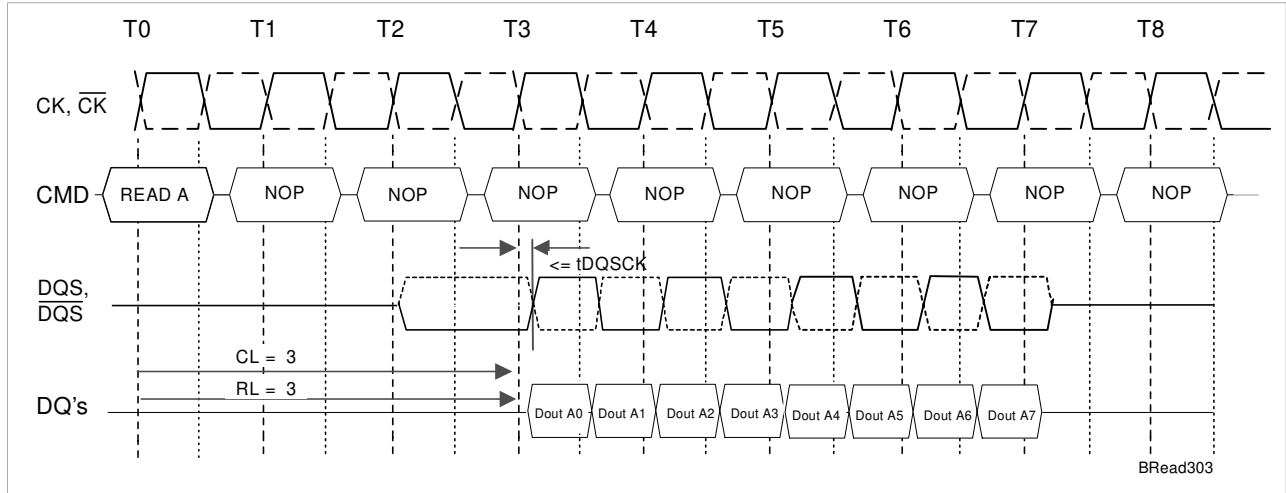 T0 T1 T2 T3 T4 T5 T6 T7 T8
CK, CK
CMD READ A NOP NOP NOP NOP NOP NOP NOP NOP
<= tDQSCK
DQS,
DQS
CL = 3
RL = 3
DQ's Dout A0 Dout A1 Dout A2 Dout A3 Dout A4 Dout A5 Dout A6 Dout A7
BRead303